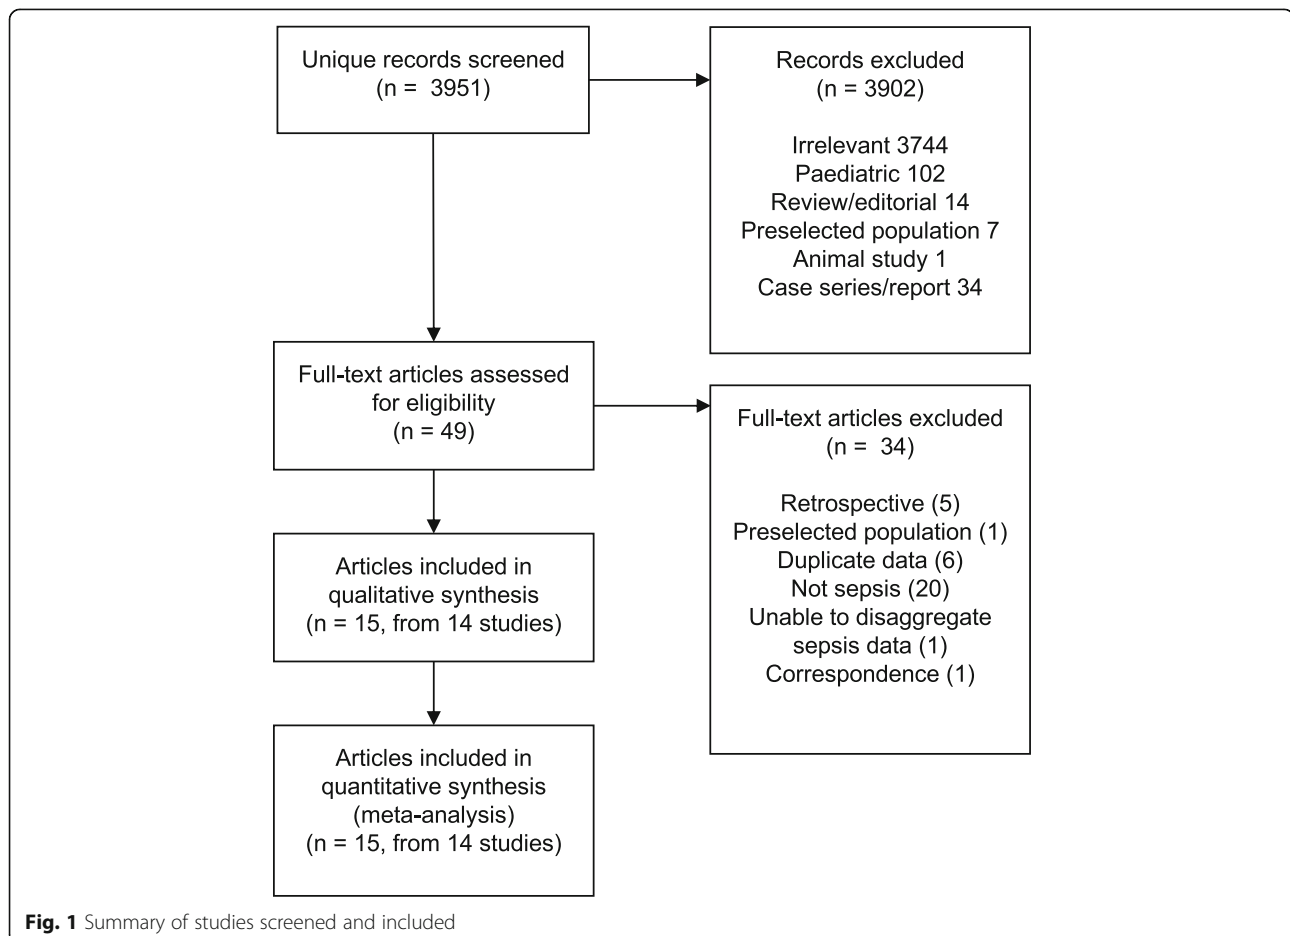 Unique records screened
(n = 3951)
Records excluded
(n = 3902)
Irrelevant 3744
Paediatric 102
Review/editorial 14
Preselected population 7
Animal study 1
Case series/report 34
Full-text articles assessed
for eligibility
(n = 49)
Full-text articles excluded
(n = 34)
Retrospective (5)
Preselected population (1)
Duplicate data (6)
Not sepsis (20)
Unable to disaggregate
sepsis data (1)
Correspondence (1)
Articles included in
qualitative synthesis
(n = 15, from 14 studies)
Articles included in
quantitative synthesis
(meta-analysis)
(n = 15, from 14 studies)
Fig. 1 Summary of studies screened and included